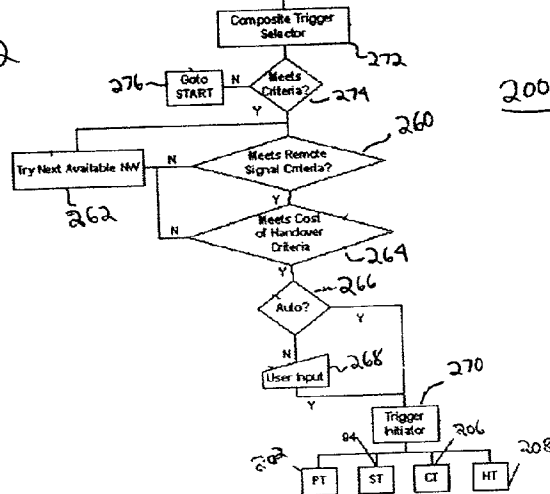 Composite Trigger
Selector
272
276
Goto
START
N
Meets
Criteria?
274
200
Y
260
Try Next Available NW
N
Meets Remote
Signal Criteria?
262
Y
N
Meets Cost
of Handover
Criteria
264
Y
266
Auto?
Y
N
268
User Input
Y
270
Trigger
Initiator
202
94
206
208
PT
ST
CT
HT